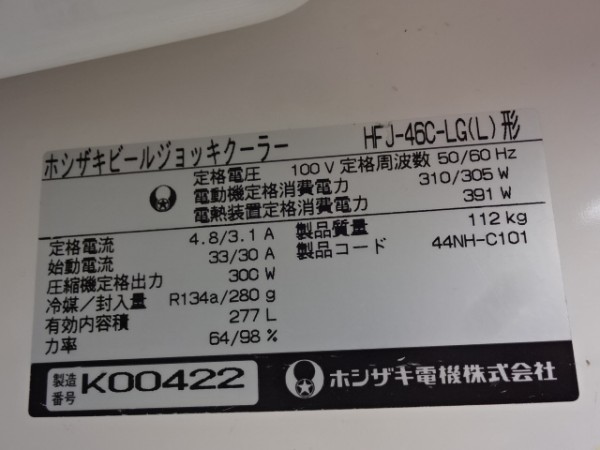 ホシザキビールジョッキクーラー HFJ-46C-LG(L)形
定格電圧 100V 定格周波数 50/60 Hz
電動機定格消費電力 310/305 W
電熱装置定格消費電力 391 W
定格電流 4.8/3.1 A 製品質量 112 kg
始動電流 33/30 A 製品コード 44NH-C101
圧縮機定格出力 300 W
冷媒／封入量 R134a/280 g
有効内容積 277 L
力率 64/98 %
製造番号 K00422 ホシザキ電機株式会社